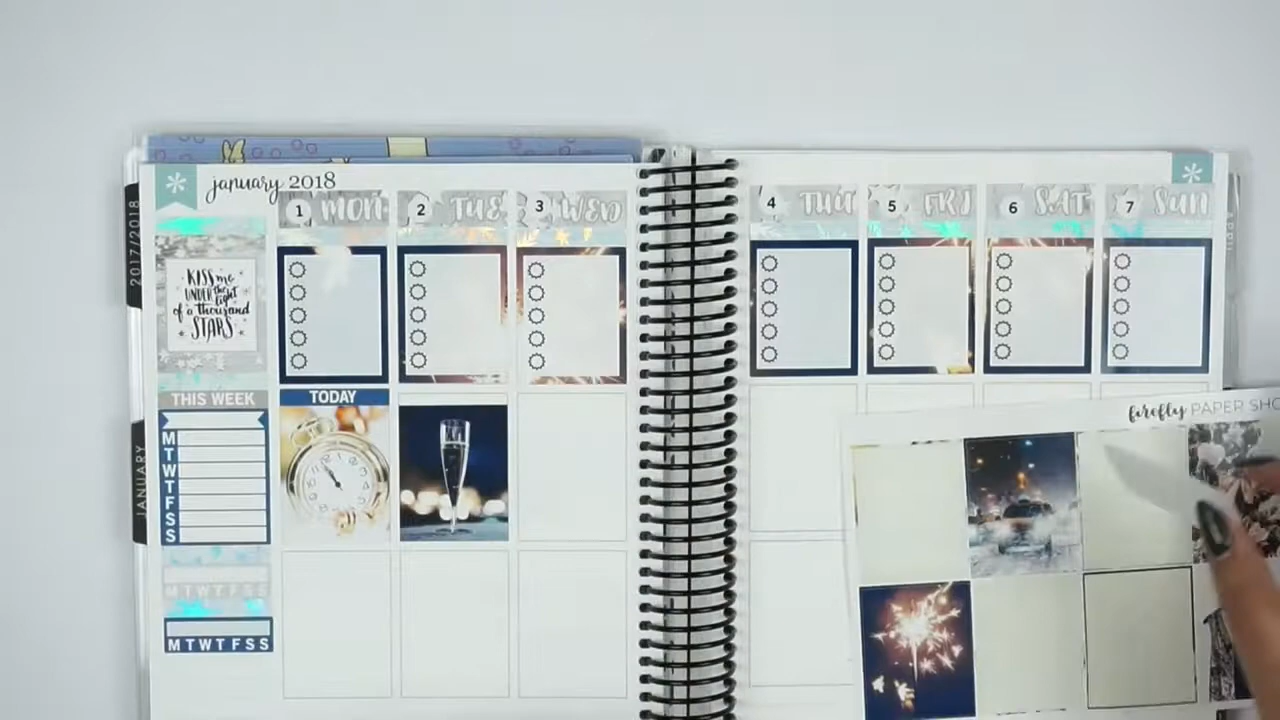 january 2018
1 MON
2 TUE
3 WED
4 THU
5 FRI
6 SAT
7 SUN
2017/2018
KISS me
UNDER the light
of a thousand
STARS
THIS WEEK
M
T
W
T
F
S
S
TODAY
JANUARY
M T W T F S S
M T W T F S S
firefly PAPER SHO